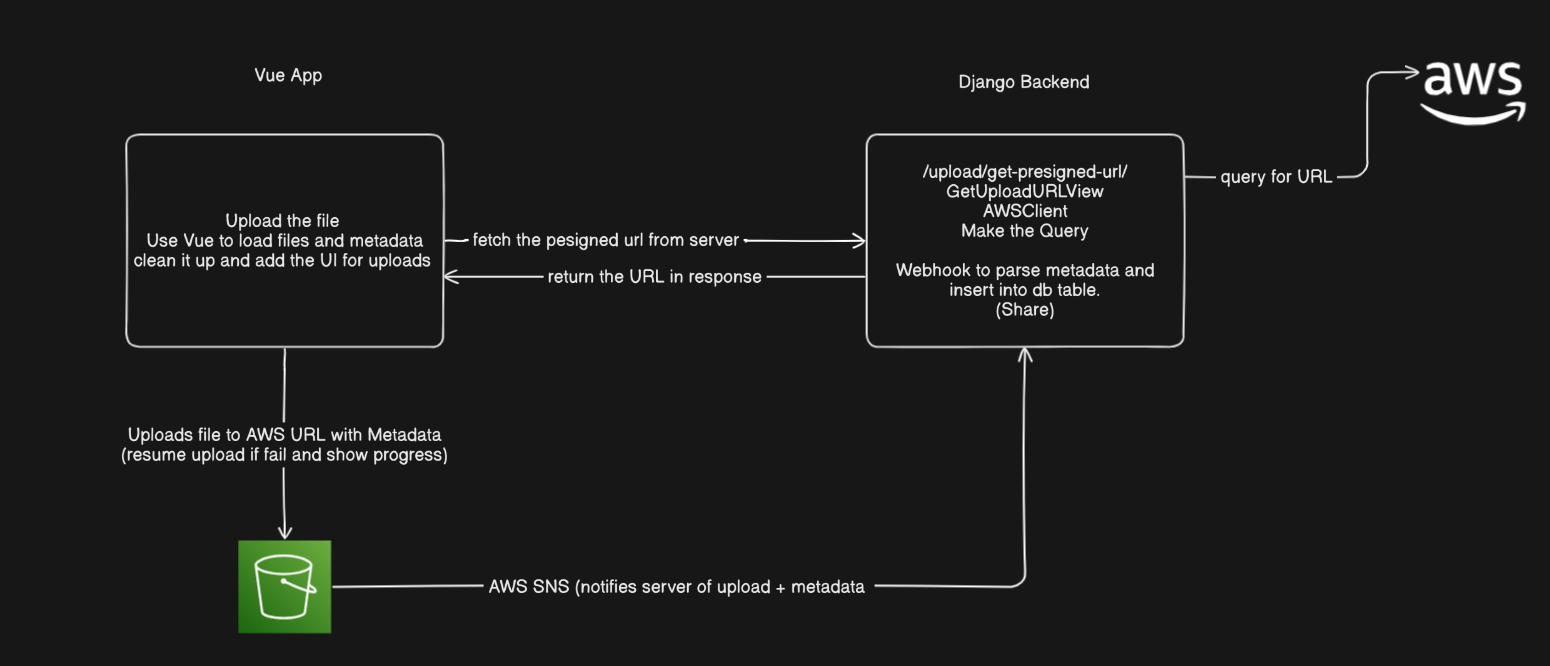 Vue App
Django Backend
aws
Upload the file
Use Vue to load files and metadata
clean it up and add the UI for uploads
fetch the pesigned url from server
return the URL in response
/upload/get-presigned-url/
GetUploadURLView
AWSClient
Make the Query
Webhook to parse metadata and
insert into db table.
(Share)
query for URL
Uploads file to AWS URL with Metadata
(resume upload if fail and show progress)
AWS SNS (notifies server of upload + metadata